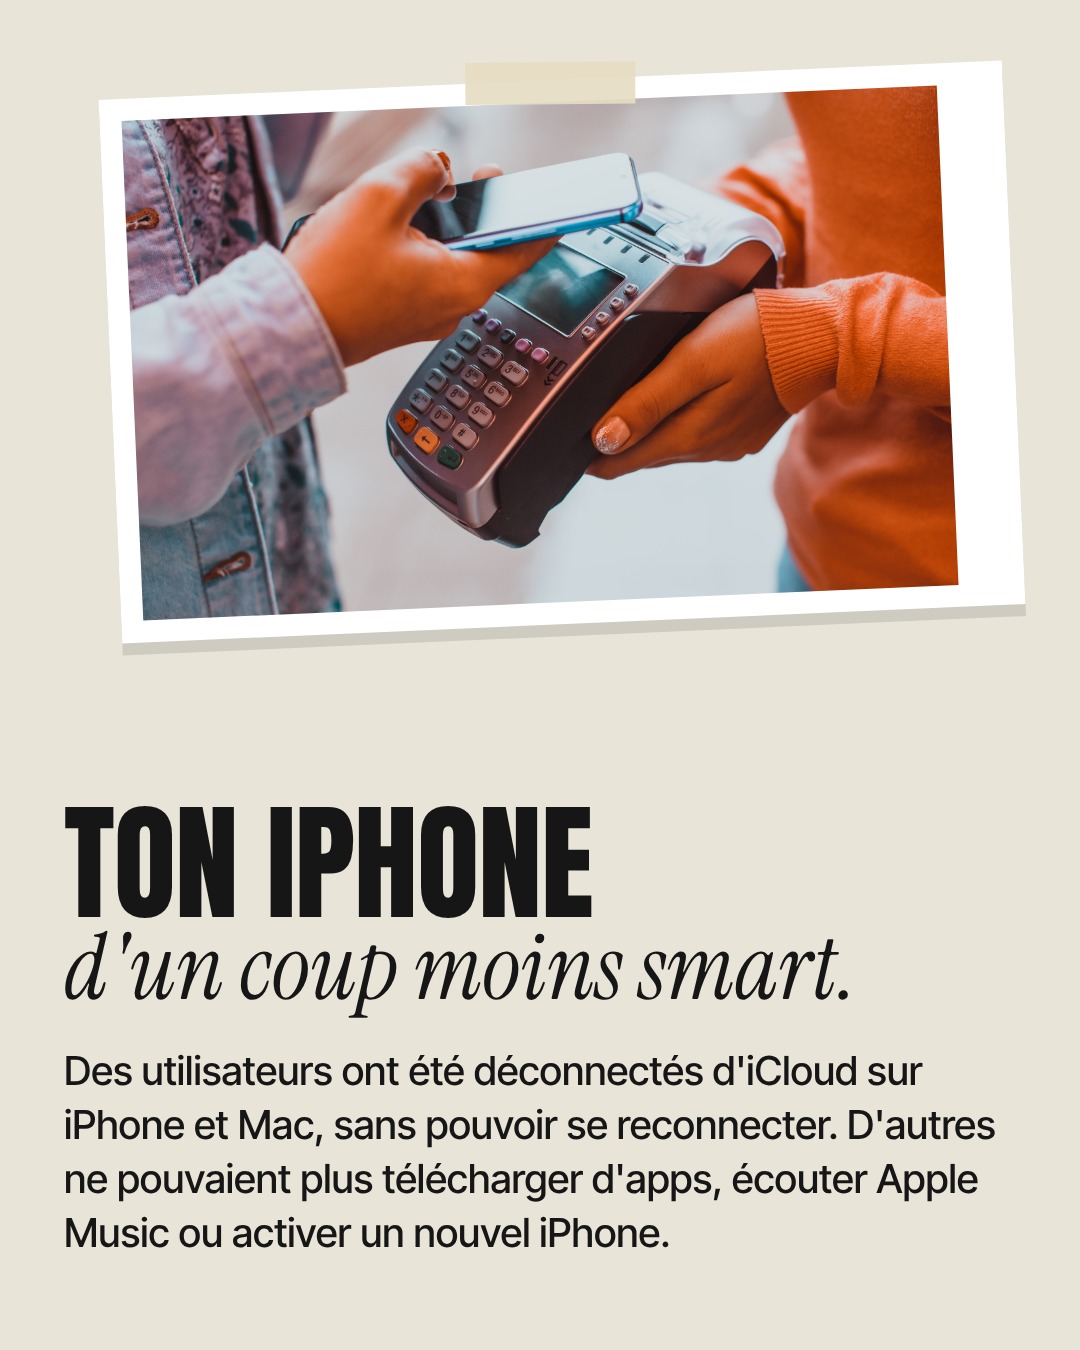 TON IPHONE
d'un coup moins smart.
Des utilisateurs ont été déconnectés d'iCloud sur
iPhone et Mac, sans pouvoir se reconnecter. D'autres
ne pouvaient plus télécharger d'apps, écouter Apple
Music ou activer un nouvel iPhone.